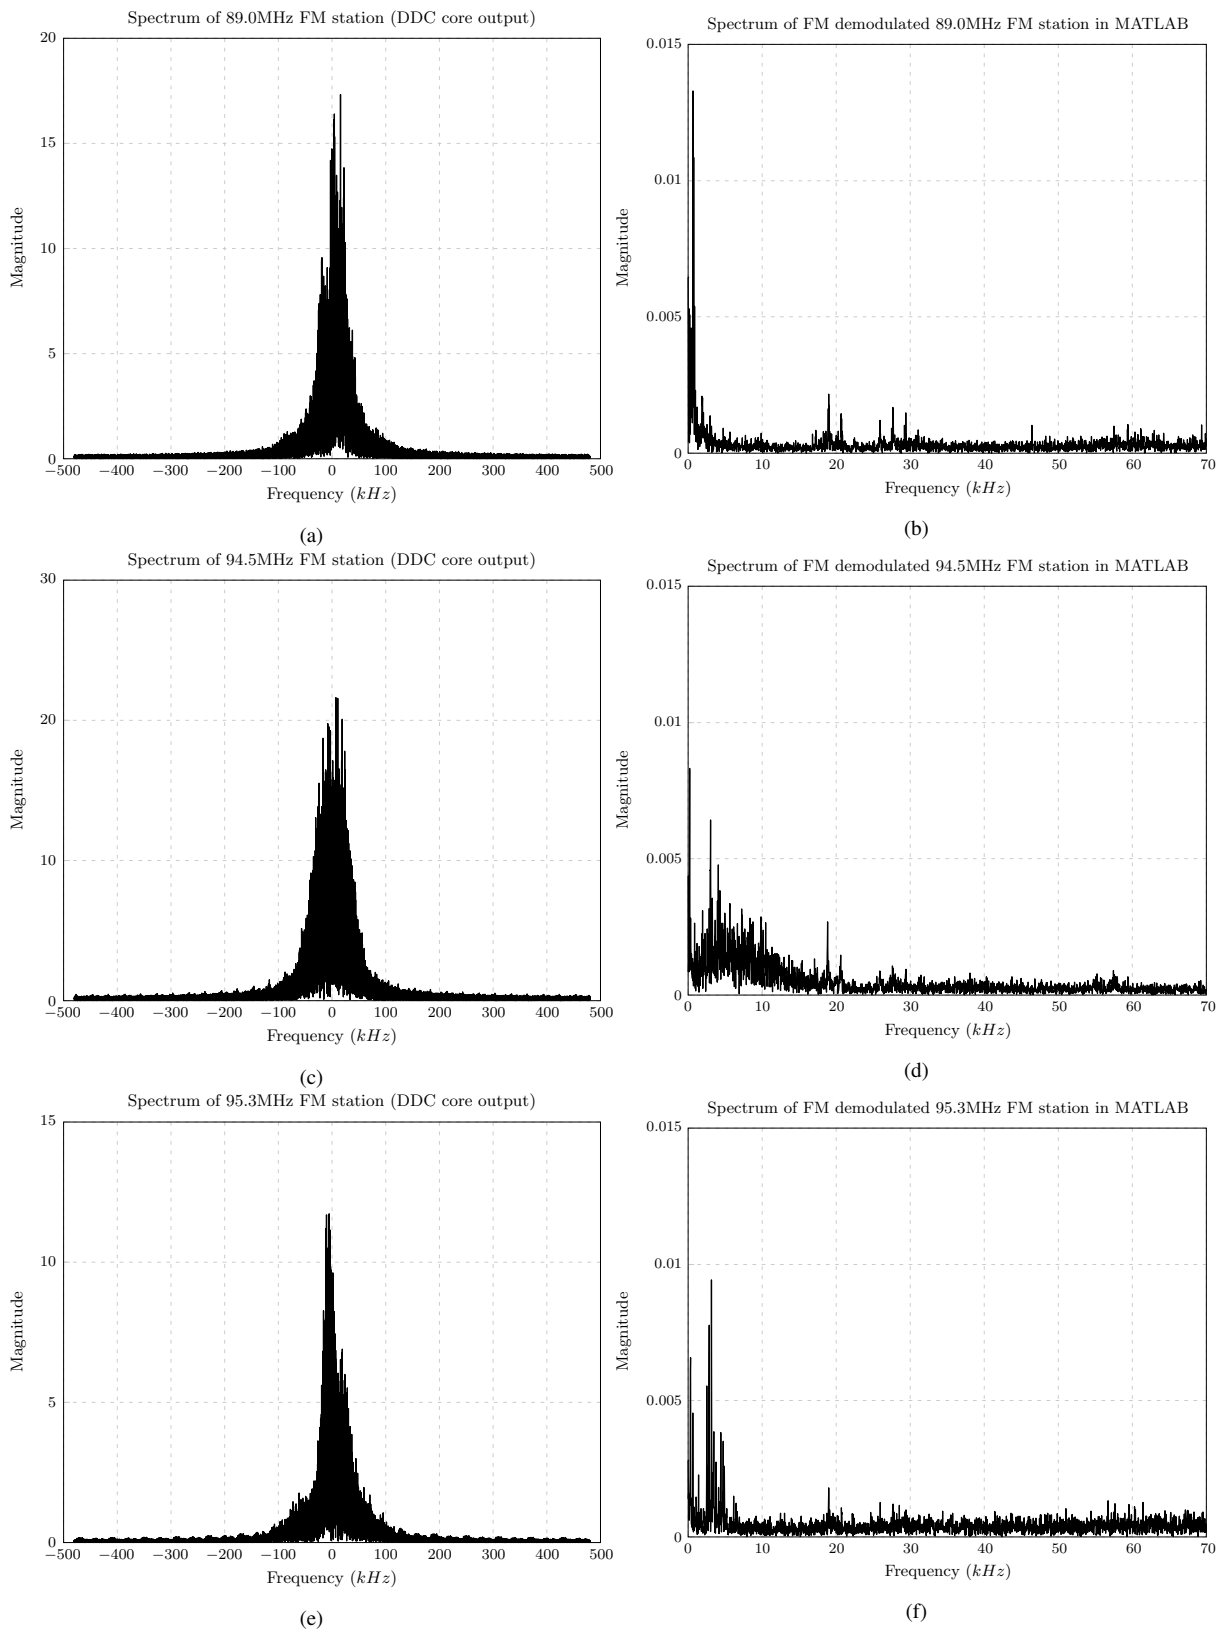 Spectrum of 89.0MHz FM station (DDC core output)
20
15
10
5
0
Magnitude
−500 −400 −300 −200 −100 0 100 200 300 400 500
Frequency (kHz)
(a)
Spectrum of FM demodulated 89.0MHz FM station in MATLAB
0.015
0.01
0.005
0
Magnitude
0 10 20 30 40 50 60 70
Frequency (kHz)
(b)
Spectrum of 94.5MHz FM station (DDC core output)
30
20
10
0
Magnitude
−500 −400 −300 −200 −100 0 100 200 300 400 500
Frequency (kHz)
(c)
Spectrum of FM demodulated 94.5MHz FM station in MATLAB
0.015
0.01
0.005
0
Magnitude
0 10 20 30 40 50 60 70
Frequency (kHz)
(d)
Spectrum of 95.3MHz FM station (DDC core output)
15
10
5
0
Magnitude
−500 −400 −300 −200 −100 0 100 200 300 400 500
Frequency (kHz)
(e)
Spectrum of FM demodulated 95.3MHz FM station in MATLAB
0.015
0.01
0.005
0
Magnitude
0 10 20 30 40 50 60 70
Frequency (kHz)
(f)